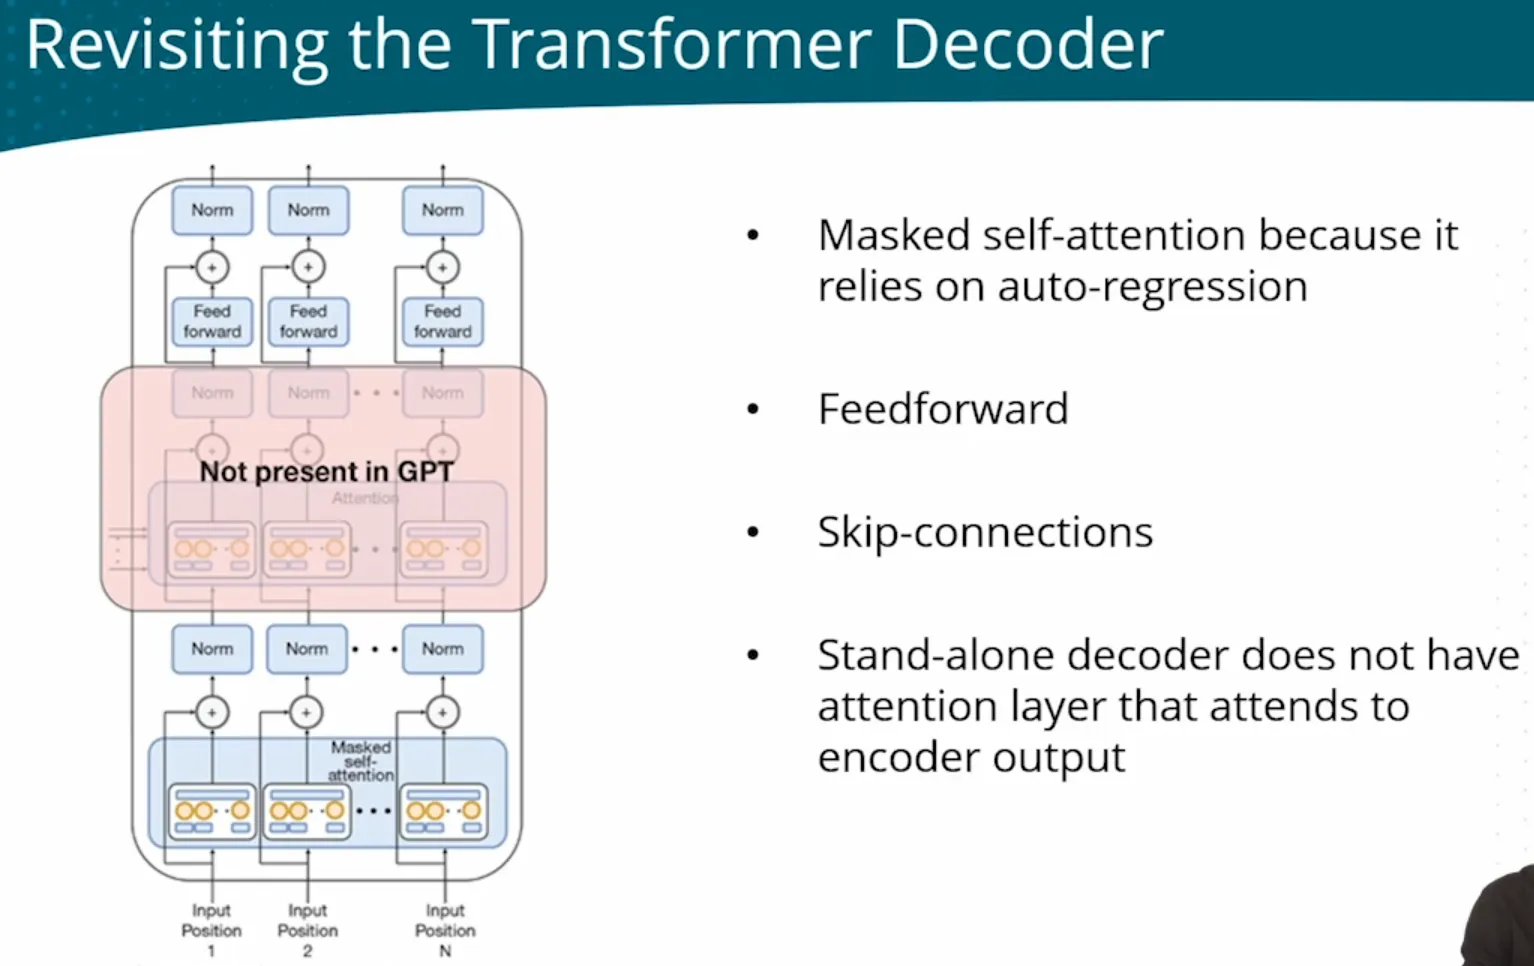 Revisiting the Transformer Decoder
Norm Norm Norm
Feed forward Feed forward Feed forward
Norm Norm Norm
Not present in GPT
Attention
Norm Norm Norm
Masked
self-
attention
Input Position 1
Input Position 2
Input Position N
• Masked self-attention because it
relies on auto-regression
• Feedforward
• Skip-connections
• Stand-alone decoder does not have
attention layer that attends to
encoder output